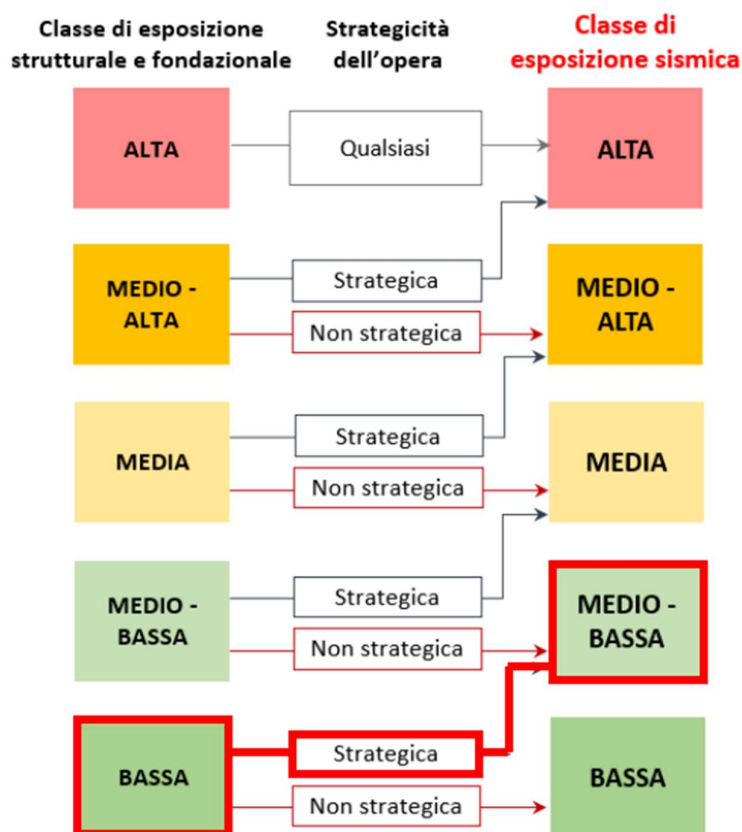 Classe di esposizione
strutturale e fondazionale
Strategicità
dell'opera
Classe di
esposizione sismica
ALTA
Qualsiasi
ALTA
MEDIO -
ALTA
Strategica
Non strategica
MEDIO -
ALTA
MEDIA
Strategica
Non strategica
MEDIA
MEDIO -
BASSA
Strategica
Non strategica
MEDIO -
BASSA
BASSA
Strategica
Non strategica
BASSA